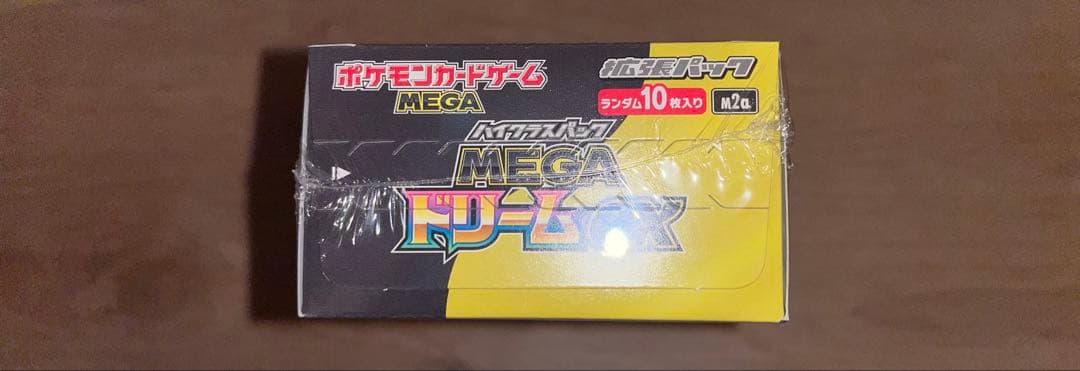 ポケモンカードゲーム
MEGA
拡張パック
ランダム10枚入り
M2a
ハイクラスパック
MEGA
ドリームex